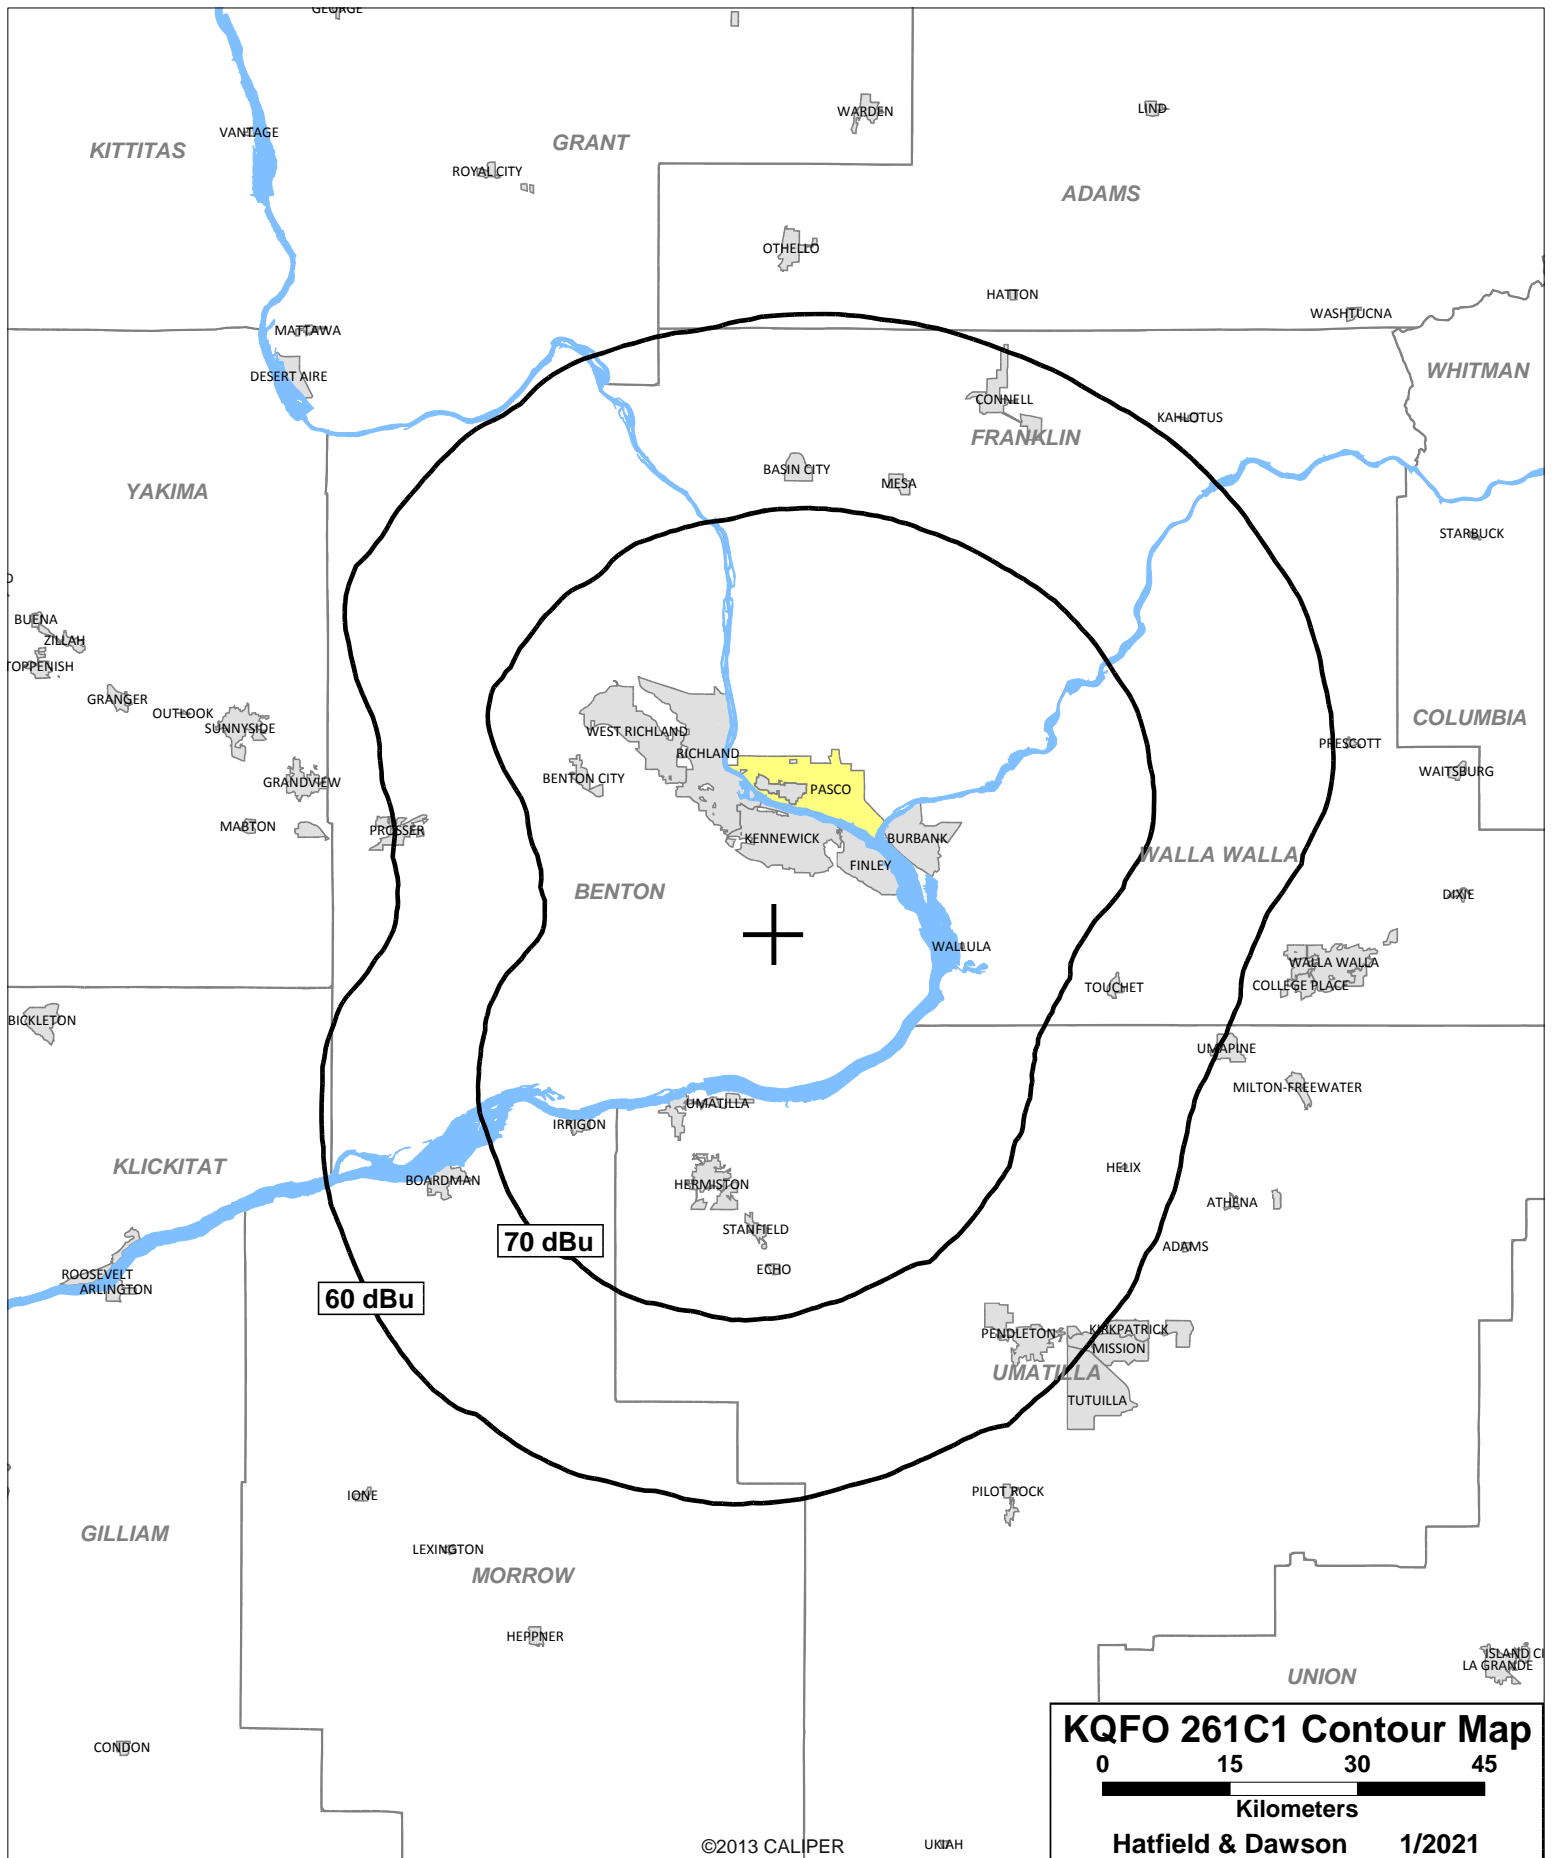 GEORGE
WARDEN
LIND
VANTAGE
KITTITAS
GRANT
ROYAL CITY
ADAMS
OTHELLO
HATTON
WASHTUCNA
MATTAWA
DESERT AIRE
WHITMAN
CONNELL
KAHLOTUS
FRANKLIN
BASIN CITY
MESA
YAKIMA
STARBUCK
BUENA
ZILLAH
TOPPENISH
GRANGER
OUTLOOK
SUNNYSIDE
WEST RICHLAND
RICHLAND
COLUMBIA
PRESCOTT
WAITSBURG
GRANDVIEW
BENTON CITY
PASCO
MABTON
PROSSER
KENNEWICK
BURBANK
FINLEY
WALLA WALLA
BENTON
DIXIE
WALLULA
WALLA WALLA
TOUCHET
COLLEGE PLACE
BICKLETON
UMAPINE
MILTON-FREEWATER
UMATILLA
IRRIGON
KLICKITAT
BOARDMAN
HERMISTON
HELIX
ATHENA
STANFIELD
70 dBu
ADAMS
ECHO
ROOSEVELT
ARLINGTON
60 dBu
PENDLETON
KIRKPATRICK
MISSION
UMATILLA
TUTUILLA
IONE
PILOT ROCK
GILLIAM
LEXINGTON
MORROW
HEPPNER
ISLAND CI
LA GRANDE
UNION
CONDON
KQFO 261C1 Contour Map
0 15 30 45
Kilometers
Hatfield & Dawson 1/2021
©2013 CALIPER
UKIAH